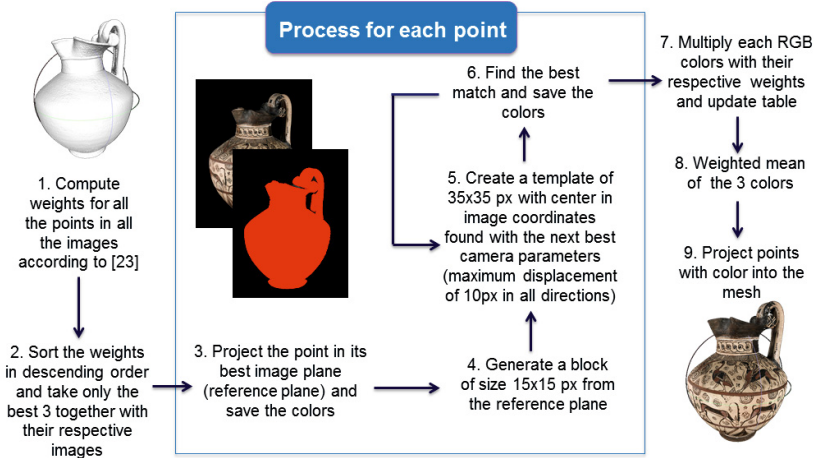 Process for each point
1. Compute
weights for all
the points in all
the images
according to [23]
2. Sort the weights
in descending order
and take only the
best 3 together with
their respective
images
3. Project the point in its
best image plane
(reference plane) and
save the colors
4. Generate a block
of size 15x15 px from
the reference plane
5. Create a template of
35x35 px with center in
image coordinates
found with the next best
camera parameters
(maximum displacement
of 10px in all directions)
6. Find the best
match and save the
colors
7. Multiply each RGB
colors with their
respective weights
and update table
8. Weighted mean
of the 3 colors
9. Project points
with color into the
mesh